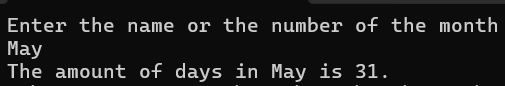 Enter the name or the number of the month
May
The amount of days in May is 31.